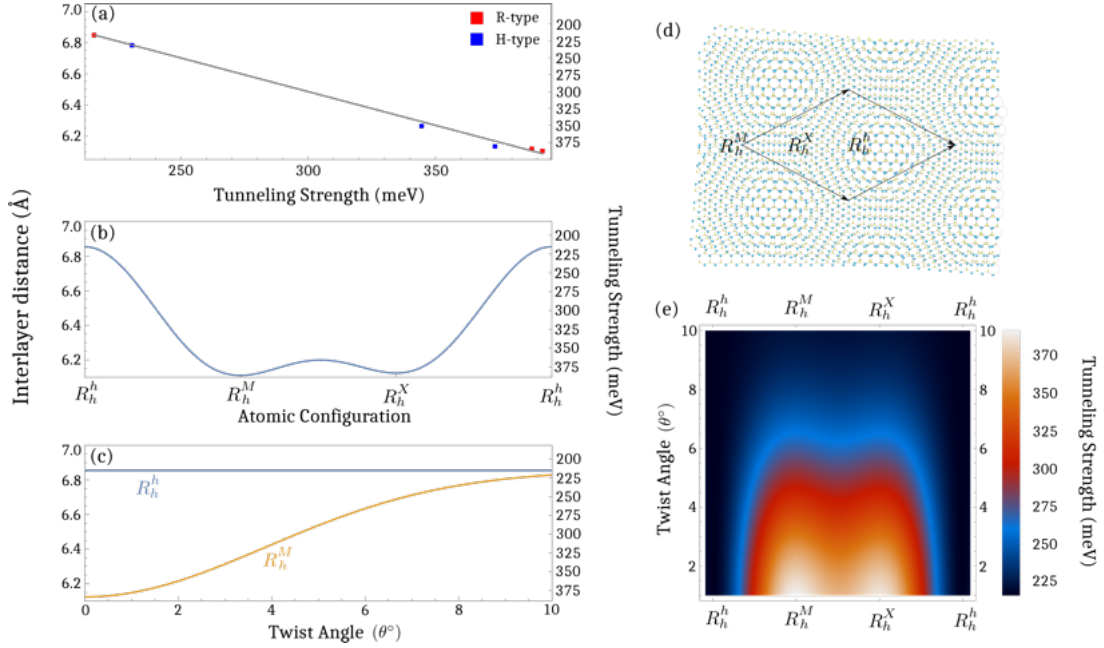 (a)
R-type
H-type
7.0
6.8
6.6
6.4
6.2
200
225
250
275
300
325
350
375
250
300
350
Tunneling Strength (meV)
Interlayer distance (Å)
Tunneling Strength (meV)
(b)
7.0
6.8
6.6
6.4
6.2
200
225
250
275
300
325
350
375
R_h^h
R_h^M
R_h^X
R_h^h
Atomic Configuration
(c)
7.0
6.8
6.6
6.4
6.2
200
225
250
275
300
325
350
375
R_h^h
R_h^M
0
2
4
6
8
10
Twist Angle (θ°)
(d)
R_h^M
R_h^X
R_h^h
(e)
R_h^h
R_h^M
R_h^X
R_h^h
10
8
6
4
2
10
8
6
4
2
Twist Angle (θ°)
R_h^h
R_h^M
R_h^X
R_h^h
370
350
325
300
275
250
225
Tunneling Strength (meV)